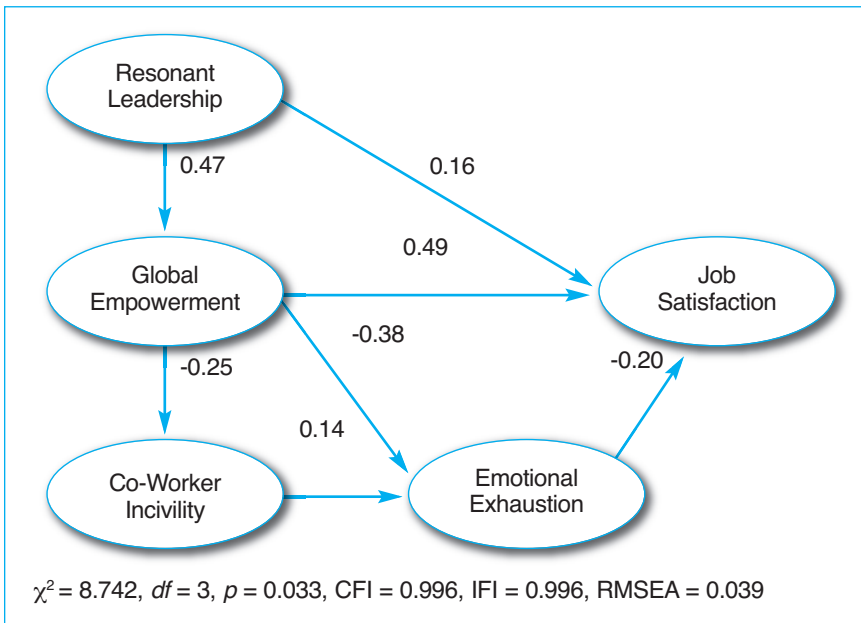 Resonant
Leadership
0.47
0.16
0.49
Global
Empowerment
Job
Satisfaction
-0.38
-0.25
-0.20
0.14
Co-Worker
Incivility
Emotional
Exhaustion
χ² = 8.742, df = 3, p = 0.033, CFI = 0.996, IFI = 0.996, RMSEA = 0.039